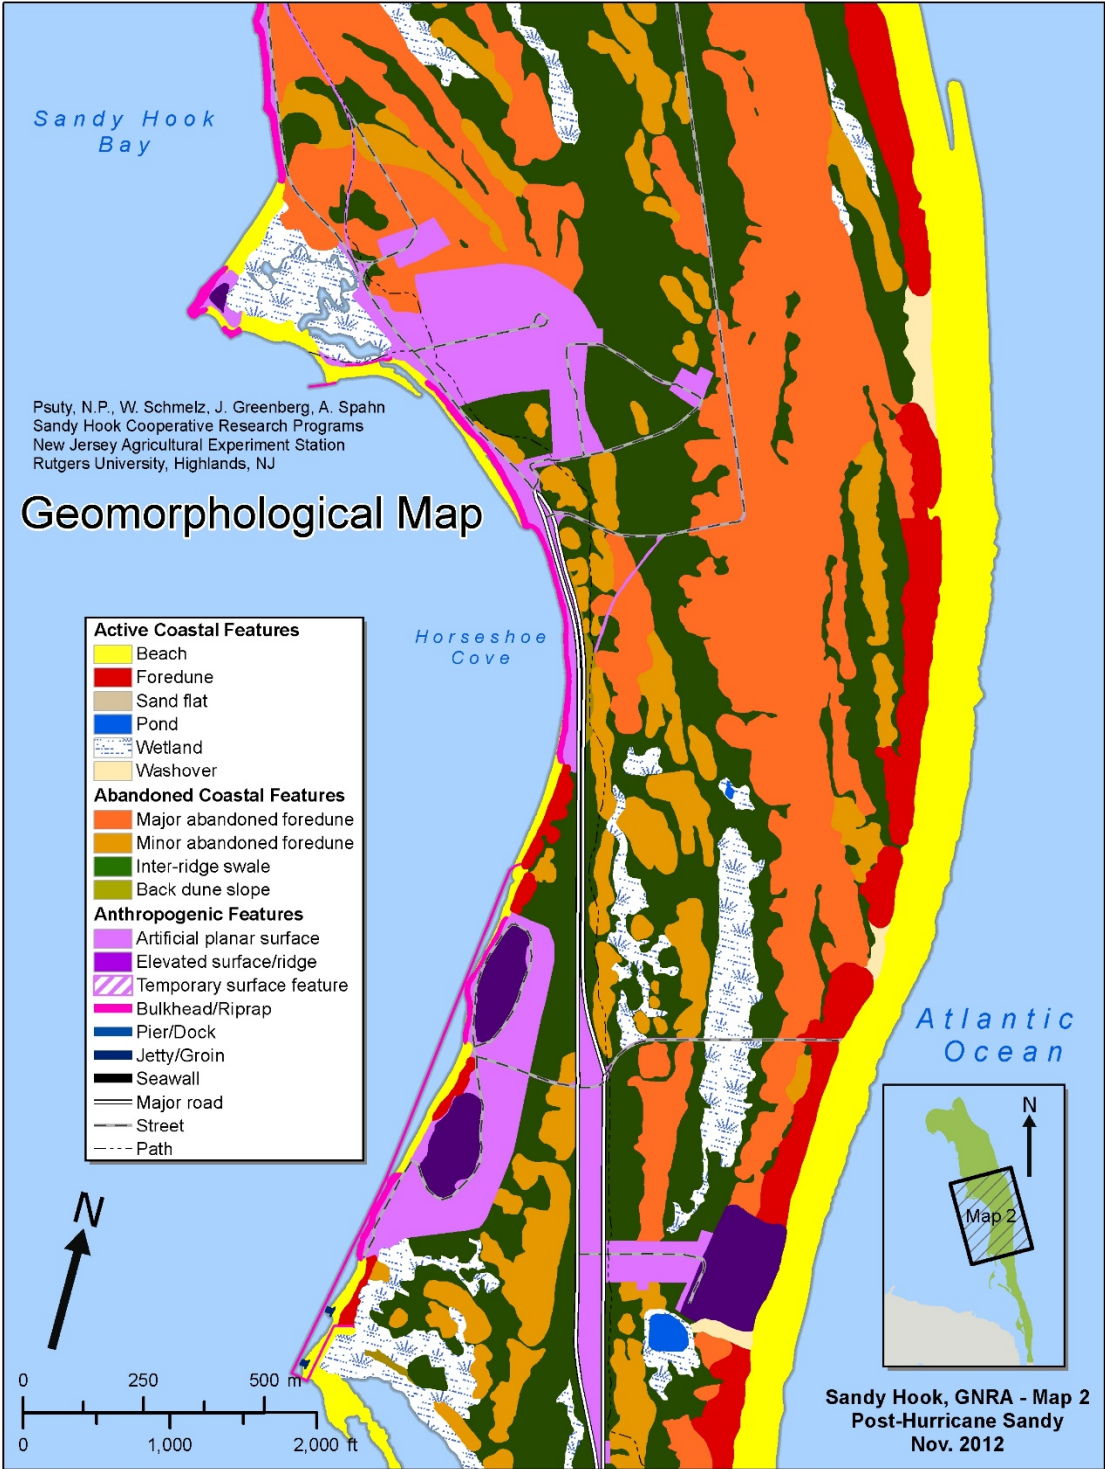 Sandy Hook
Bay
Psuty, N.P., W. Schmelz, J. Greenberg, A. Spahn
Sandy Hook Cooperative Research Programs
New Jersey Agricultural Experiment Station
Rutgers University, Highlands, NJ
Geomorphological Map
Horseshoe
Cove
Active Coastal Features
Beach
Foredune
Sand flat
Pond
Wetland
Washover
Abandoned Coastal Features
Major abandoned foredune
Minor abandoned foredune
Inter-ridge swale
Back dune slope
Anthropogenic Features
Artificial planar surface
Elevated surface/ridge
Temporary surface feature
Bulkhead/Riprap
Pier/Dock
Jetty/Groin
Seawall
Major road
Street
Path
Atlantic
Ocean
N
Map 2
N
0 250 500 m
0 1,000 2,000 ft
Sandy Hook, GNRA - Map 2
Post-Hurricane Sandy
Nov. 2012